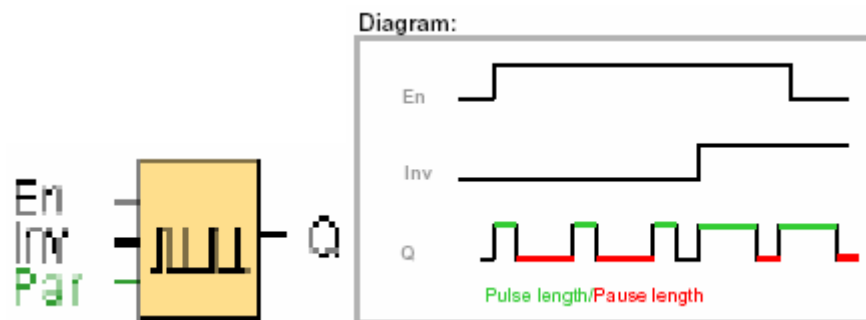 Diagram:
En
Inv
Par
Q
En
Inv
Q
Pulse length/Pause length